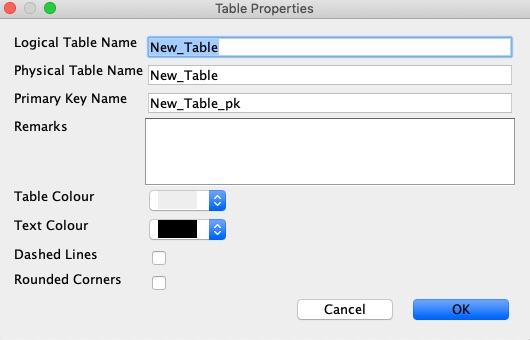 Table Properties
Logical Table Name New_Table
Physical Table Name New_Table
Primary Key Name New_Table_pk
Remarks
Table Colour
Text Colour
Dashed Lines
Rounded Corners
Cancel OK